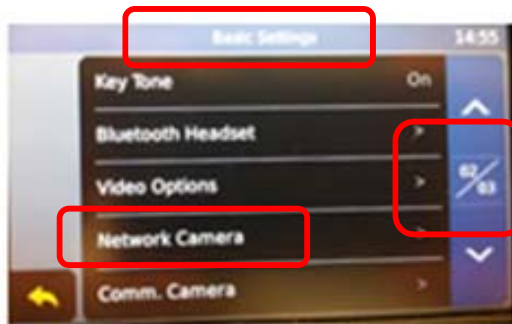 Basic Settings 14:55
Key Tone On
Bluetooth Headset >
Video Options > 02/03
Network Camera >
Comm. Camera >